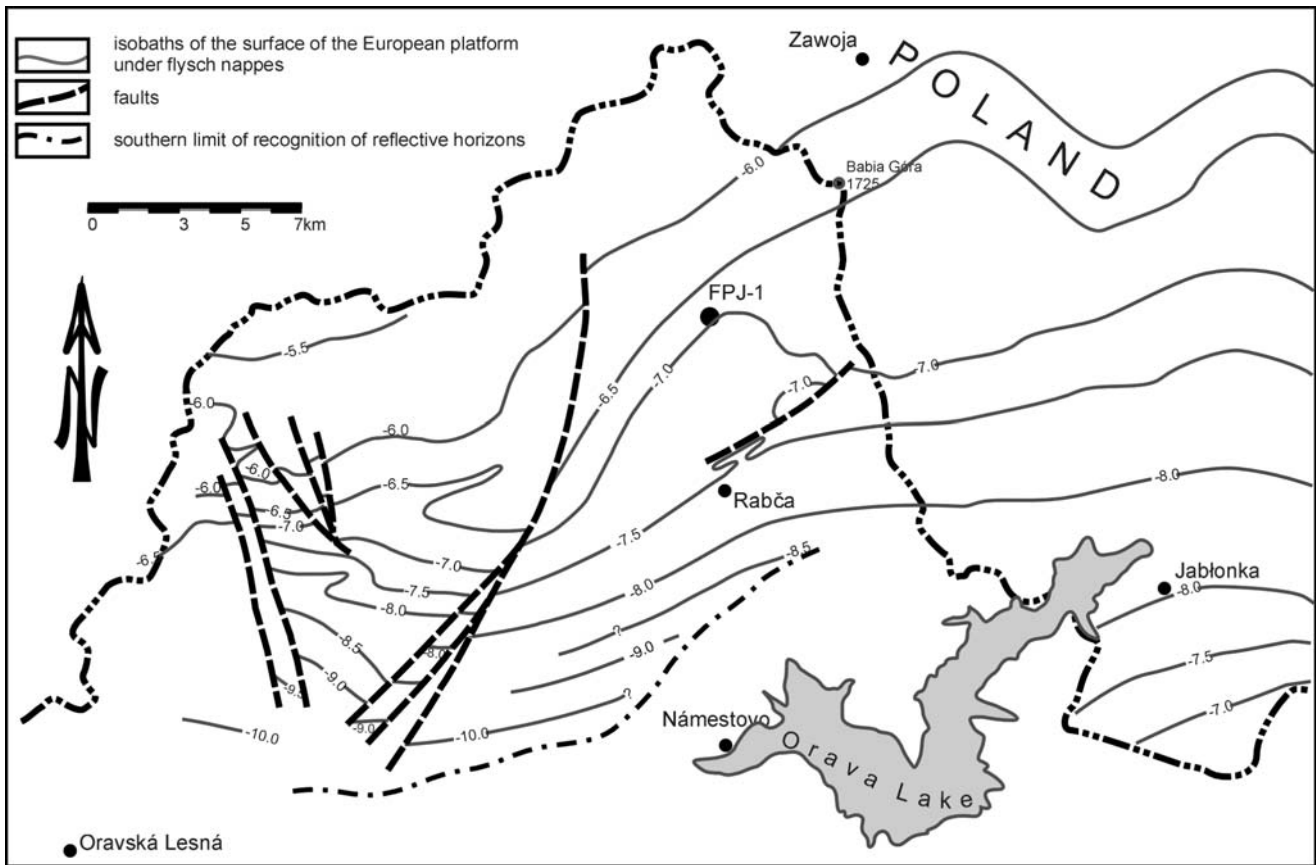 isobaths of the surface of the European platform
under flysch nappes
faults
southern limit of recognition of reflective horizons
0 3 5 7km
N
Zawoja
POLAND
Babia Góra
1725
-6.0
-6.5
FPJ-1
-7.0
-5.5
-7.0
-7.0
-6.0
-6.0
-6.0
-6.0
-6.5
-6.5
-7.0
-6.5
-8.0
Rabča
-7.5
-7.0
-8.5
-7.5
-8.0
-8.0
Jabłonka
-8.0
-8.5
?
-8.0
-9.0
-7.5
-9.0
-9.5
?
-7.0
-9.0
-10.0
-10.0
Námestovo
Orava Lake
Oravská Lesná